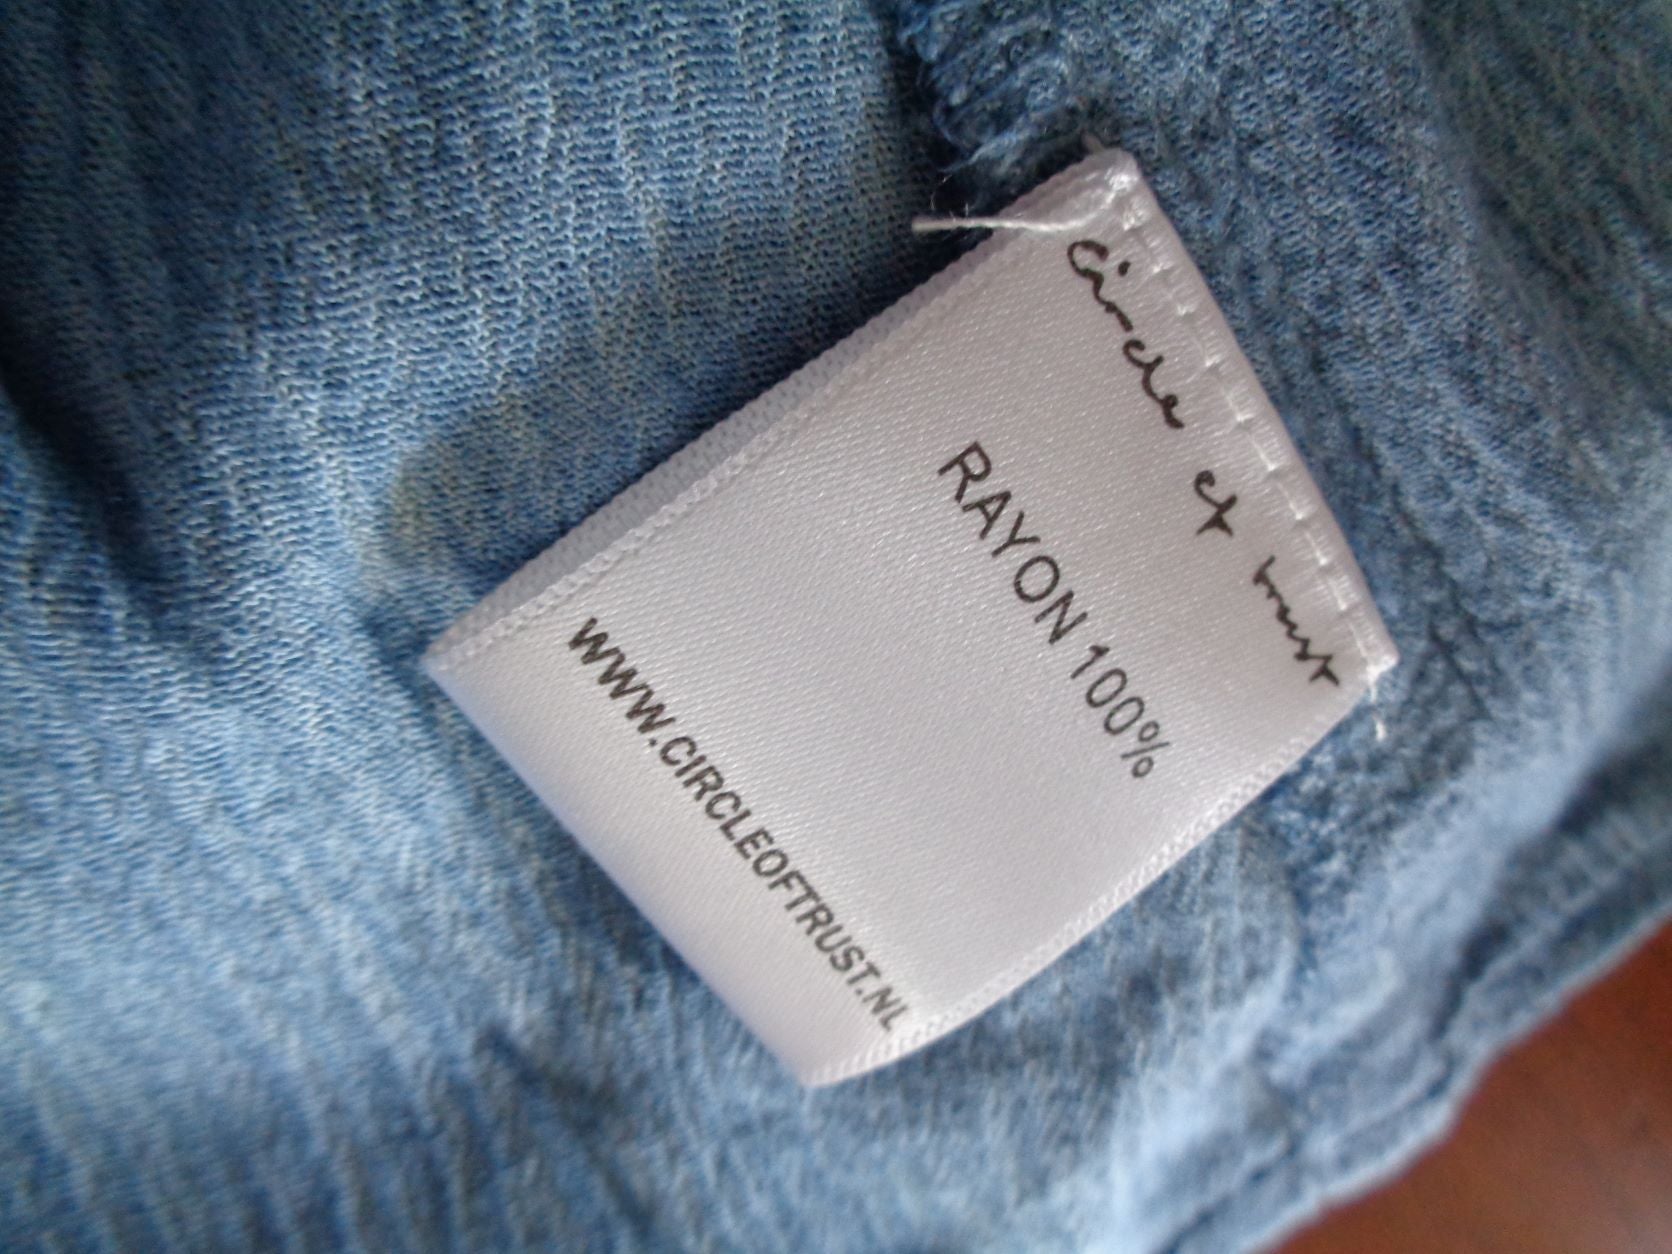 Circle of trust
RAYON 100%
WWW.CIRCLEOFTRUST.NL